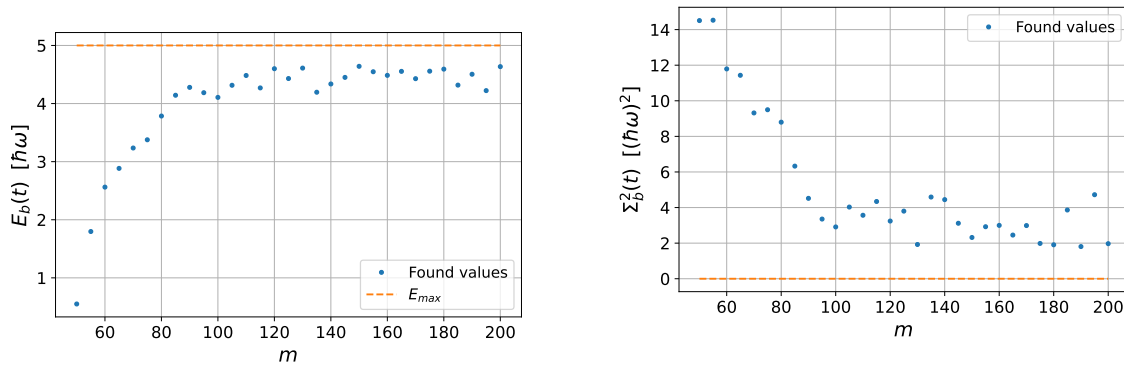 5
4
3
2
1
E_b(t) [ℏω]
Found values
E_{max}
60 80 100 120 140 160 180 200
m
14
12
10
8
6
4
2
0
Σ_b^2(t) [(ℏω)^2]
Found values
60 80 100 120 140 160 180 200
m